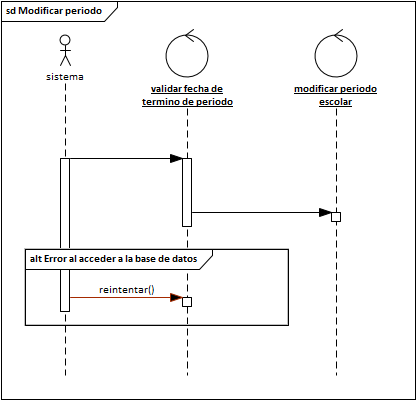 sd Modificar periodo
sistema
validar fecha de
termino de periodo
modificar periodo
escolar
alt Error al acceder a la base de datos
reintentar()